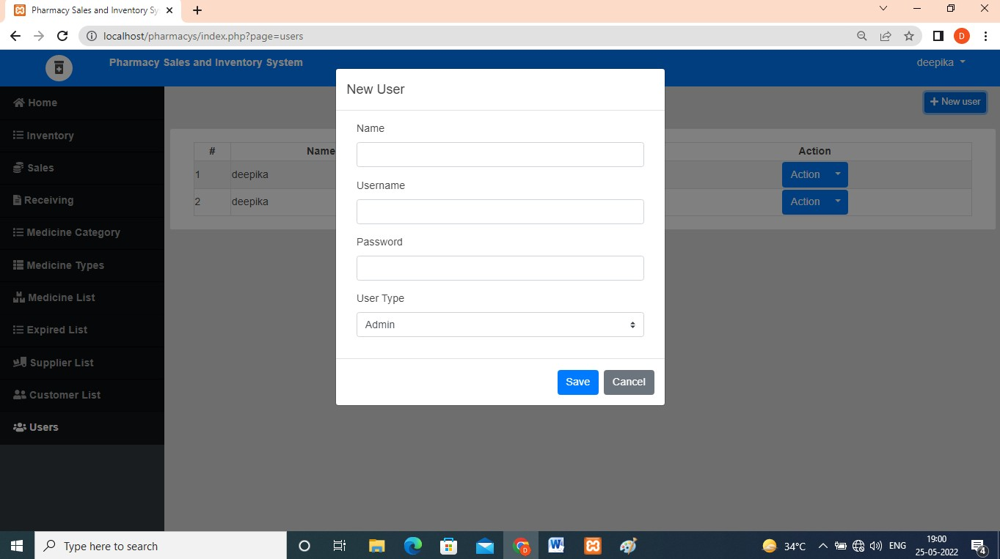 Pharmacy Sales and Inventory Sy
localhost/pharmacys/index.php?page=users
D
Pharmacy Sales and Inventory System
deepika
Home
Inventory
Sales
Receiving
Medicine Category
Medicine Types
Medicine List
Expired List
Supplier List
Customer List
Users
+ New user
# Name Action
1 deepika Action
2 deepika Action
New User
Name
Username
Password
User Type
Admin
Save Cancel
Type here to search
D
34°C
ENG
19:00
25-05-2022
4